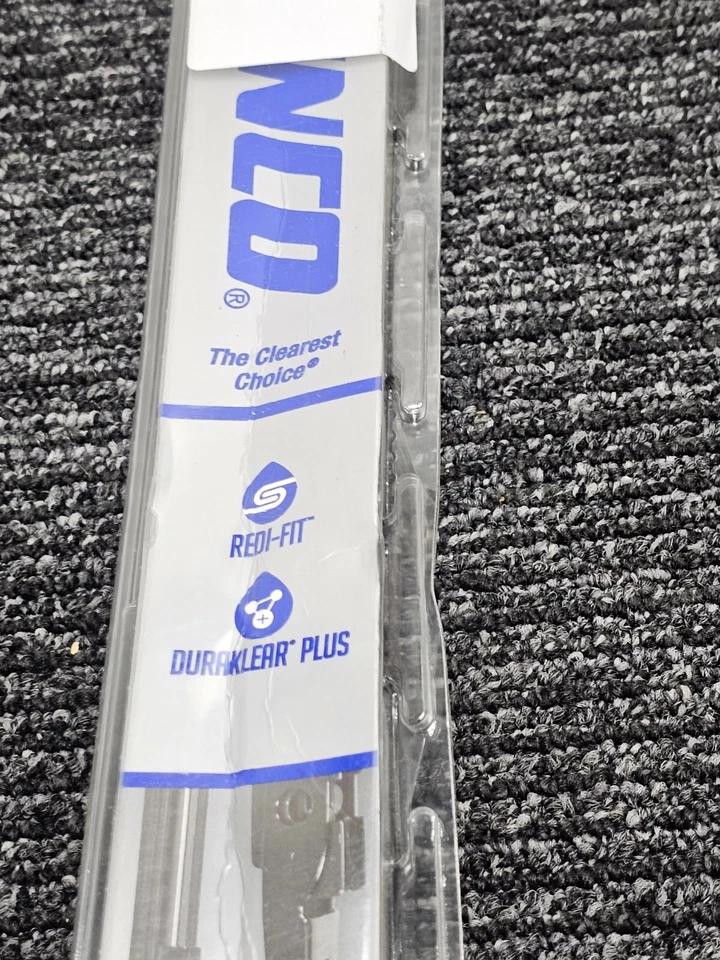 NCO®
The Clearest
Choice®
REDI-FIT™
DURAKLEAR® PLUS